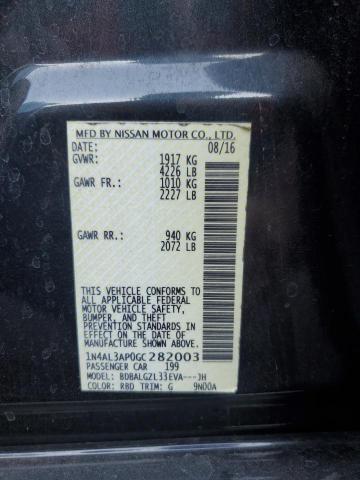 MFD BY NISSAN MOTOR CO., LTD.
DATE: 08/16
GVWR: 1917 KG
4226 LB
GAWR FR.: 1010 KG
2227 LB
GAWR RR.: 940 KG
2072 LB
THIS VEHICLE CONFORMS TO
ALL APPLICABLE FEDERAL
MOTOR VEHICLE SAFETY,
BUMPER, AND THEFT
PREVENTION STANDARDS
IN EFFECT ON THE DATE OF
MANUFACTURE SHOWN ABOVE.
1N4AL3AP0GC282003
PASSENGER CAR 199
MODEL: BDBALGZL33EVA---JH
COLOR: RBD TRIM: G 9N00A